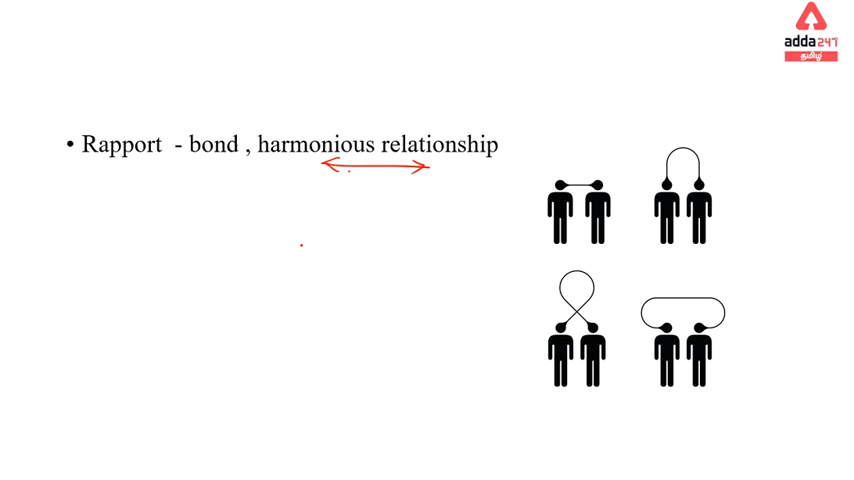 adda247
தமிழ்
• Rapport - bond , harmonious relationship